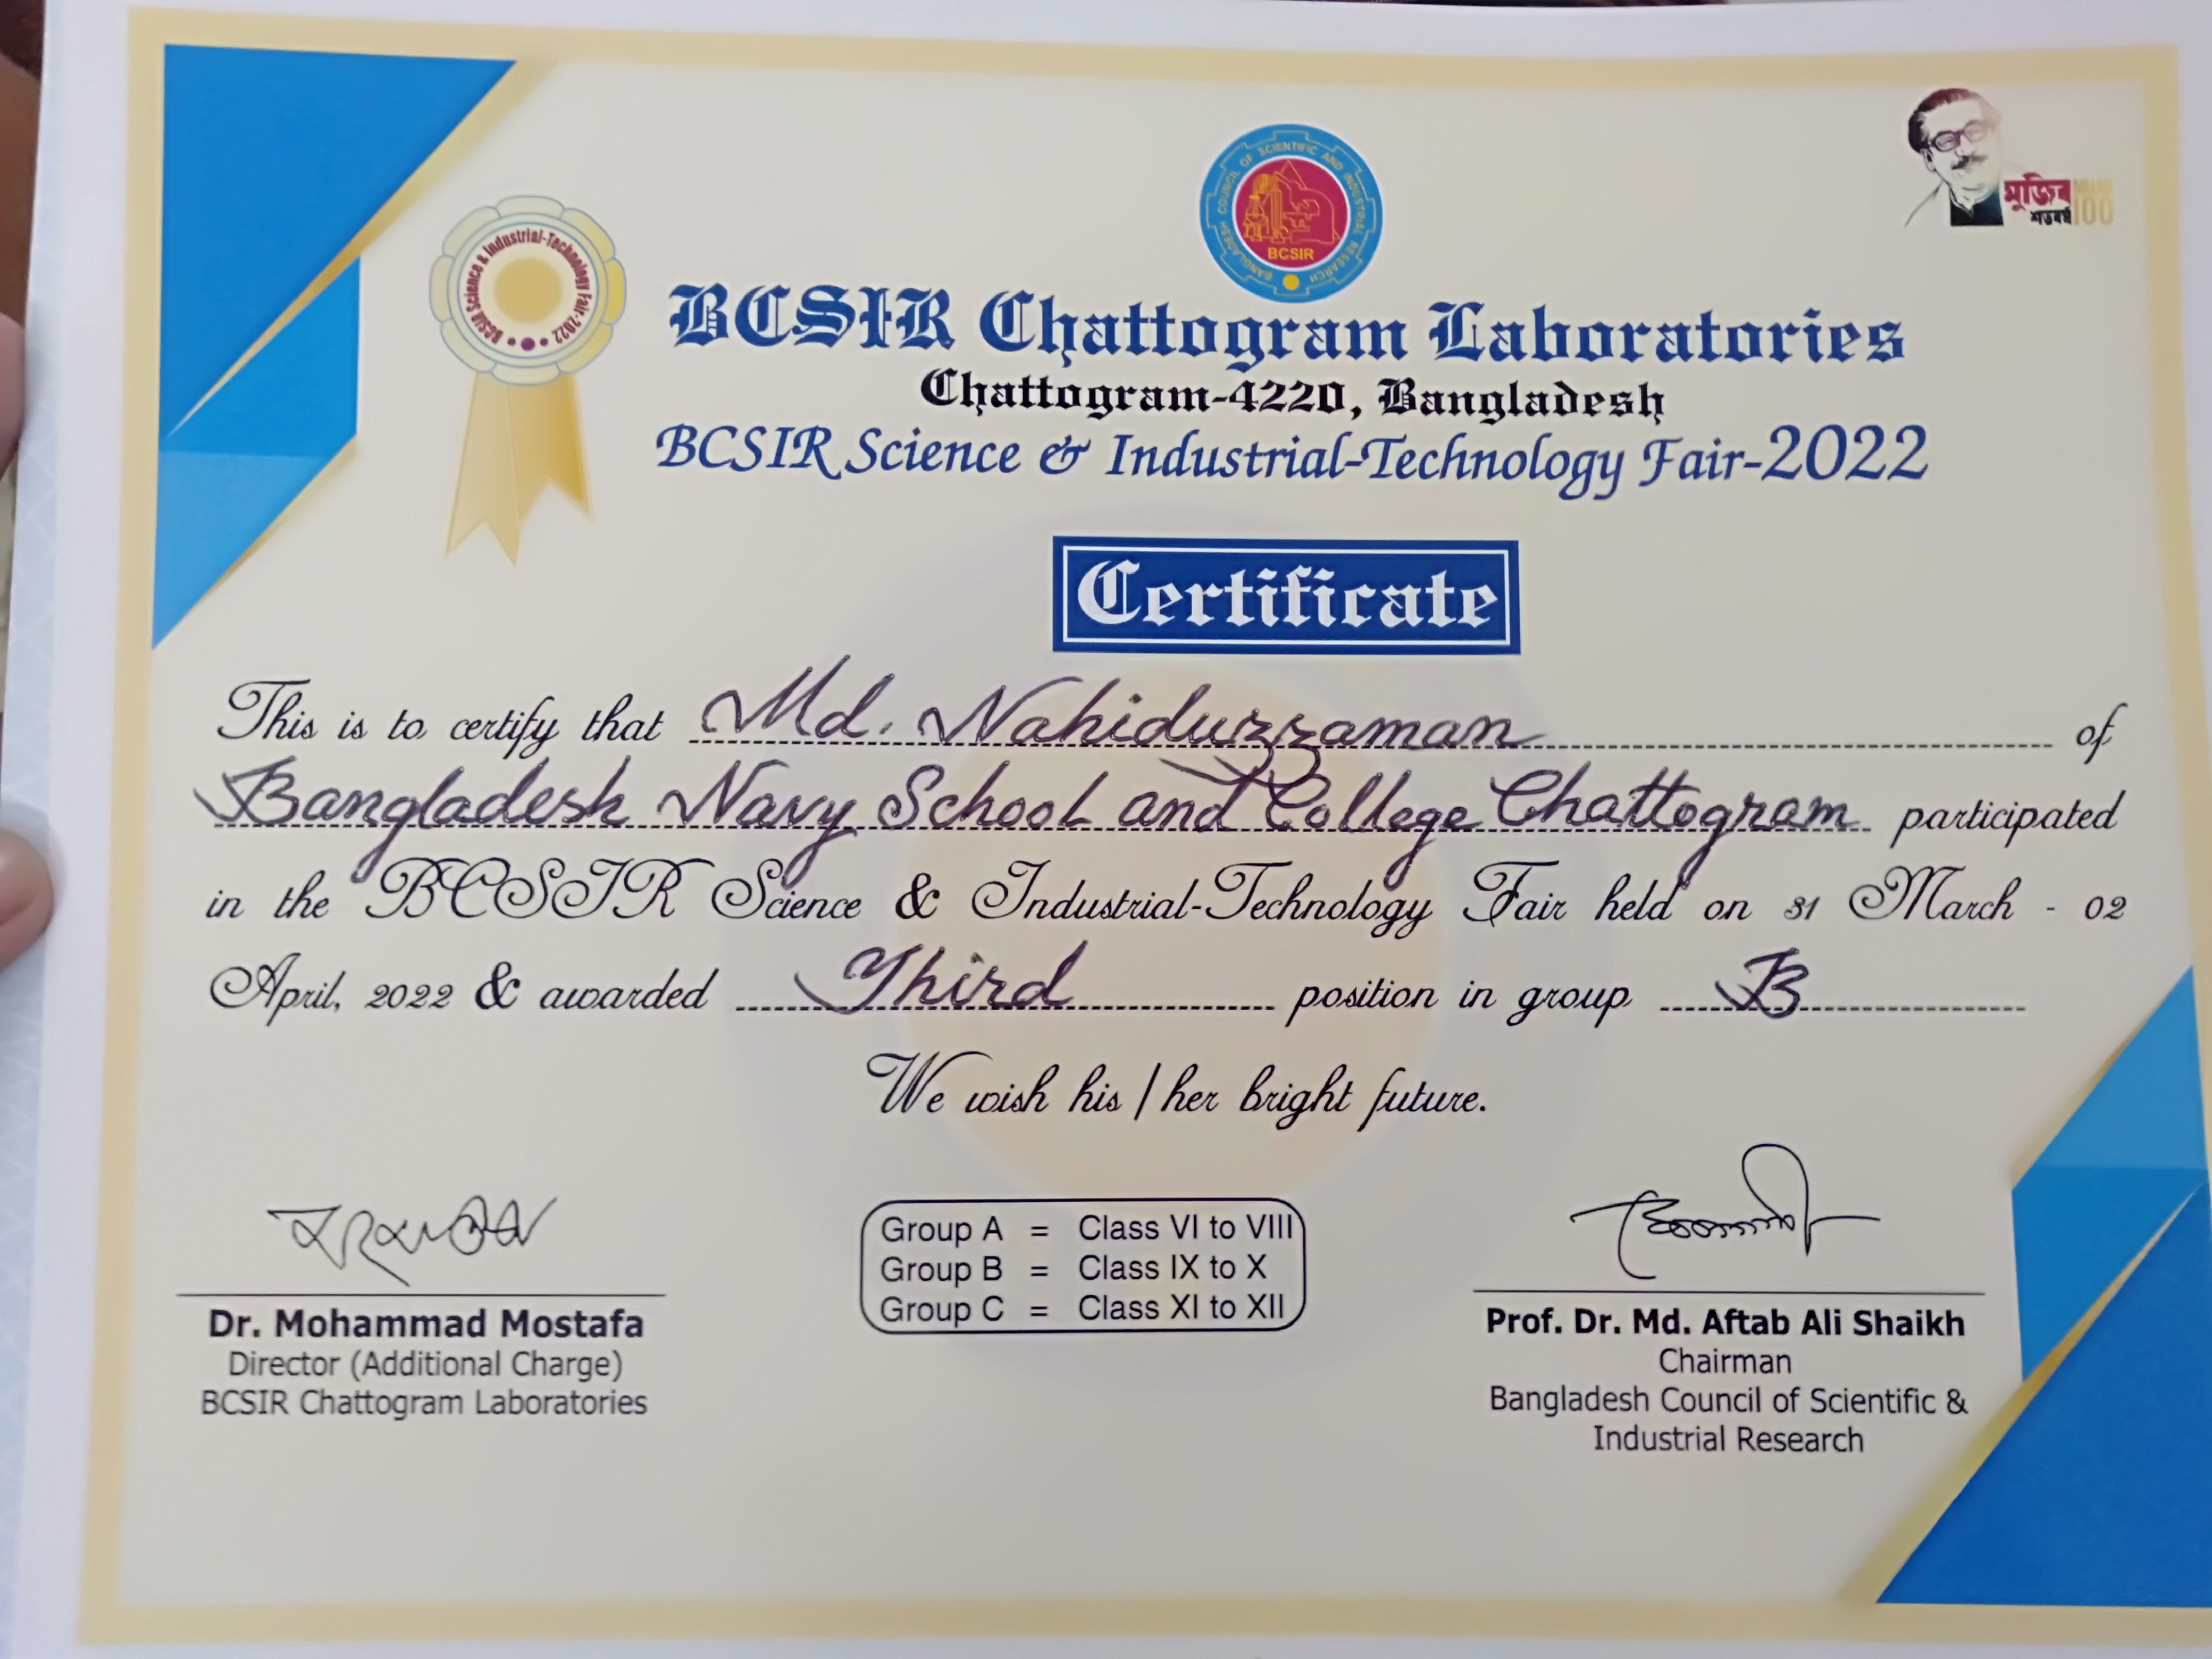 BANGLADESH COUNCIL OF SCIENTIFIC AND INDUSTRIAL RESEARCH
BCSIR
মুজিব MUJIB
শতবর্ষ 100
BCSIR Science & Industrial-Technology Fair-2022
BCSIR Chattogram Laboratories
Chattogram-4220, Bangladesh
BCSIR Science & Industrial-Technology Fair-2022
Certificate
This is to certify that Md. Nahiduzzaman of
Bangladesh Navy School and College Chattogram participated
in the BCSIR Science & Industrial-Technology Fair held on 31 March - 02
April, 2022 & awarded Third position in group B
We wish his / her bright future.
Group A = Class VI to VIII
Group B = Class IX to X
Group C = Class XI to XII
Dr. Mohammad Mostafa
Director (Additional Charge)
BCSIR Chattogram Laboratories
Prof. Dr. Md. Aftab Ali Shaikh
Chairman
Bangladesh Council of Scientific &
Industrial Research